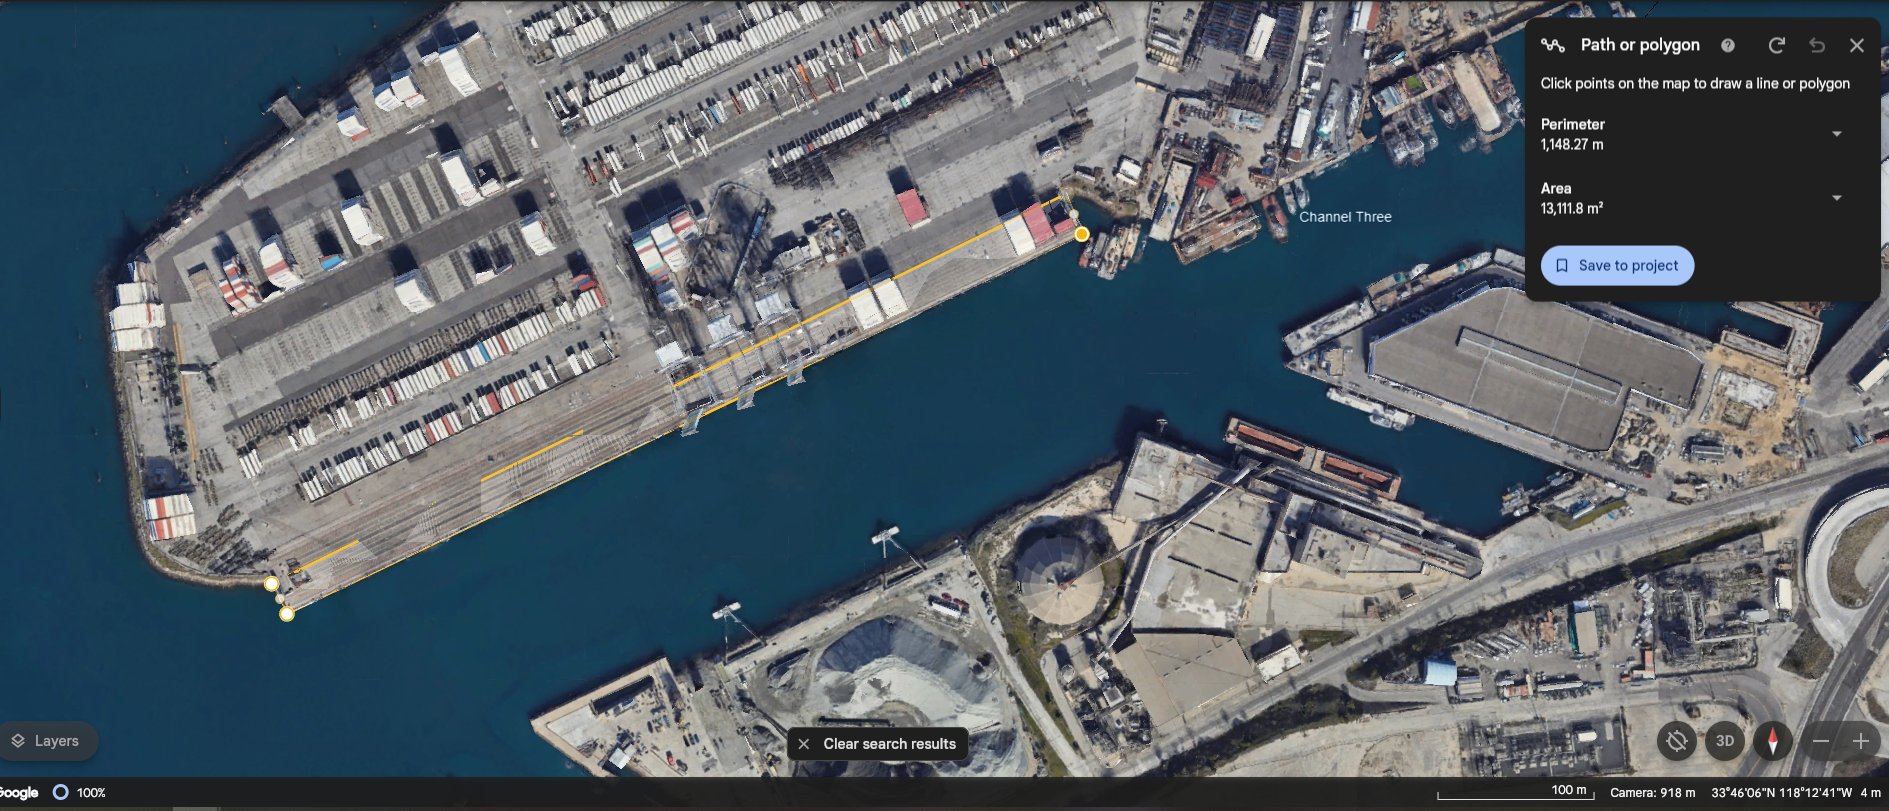 Path or polygon
Click points on the map to draw a line or polygon
Perimeter
1,148.27 m
Area
13,111.8 m²
Save to project
Channel Three
Layers
Clear search results
3D
Google
100%
100 m
Camera: 918 m
33°46'06"N 118°12'41"W
4 m